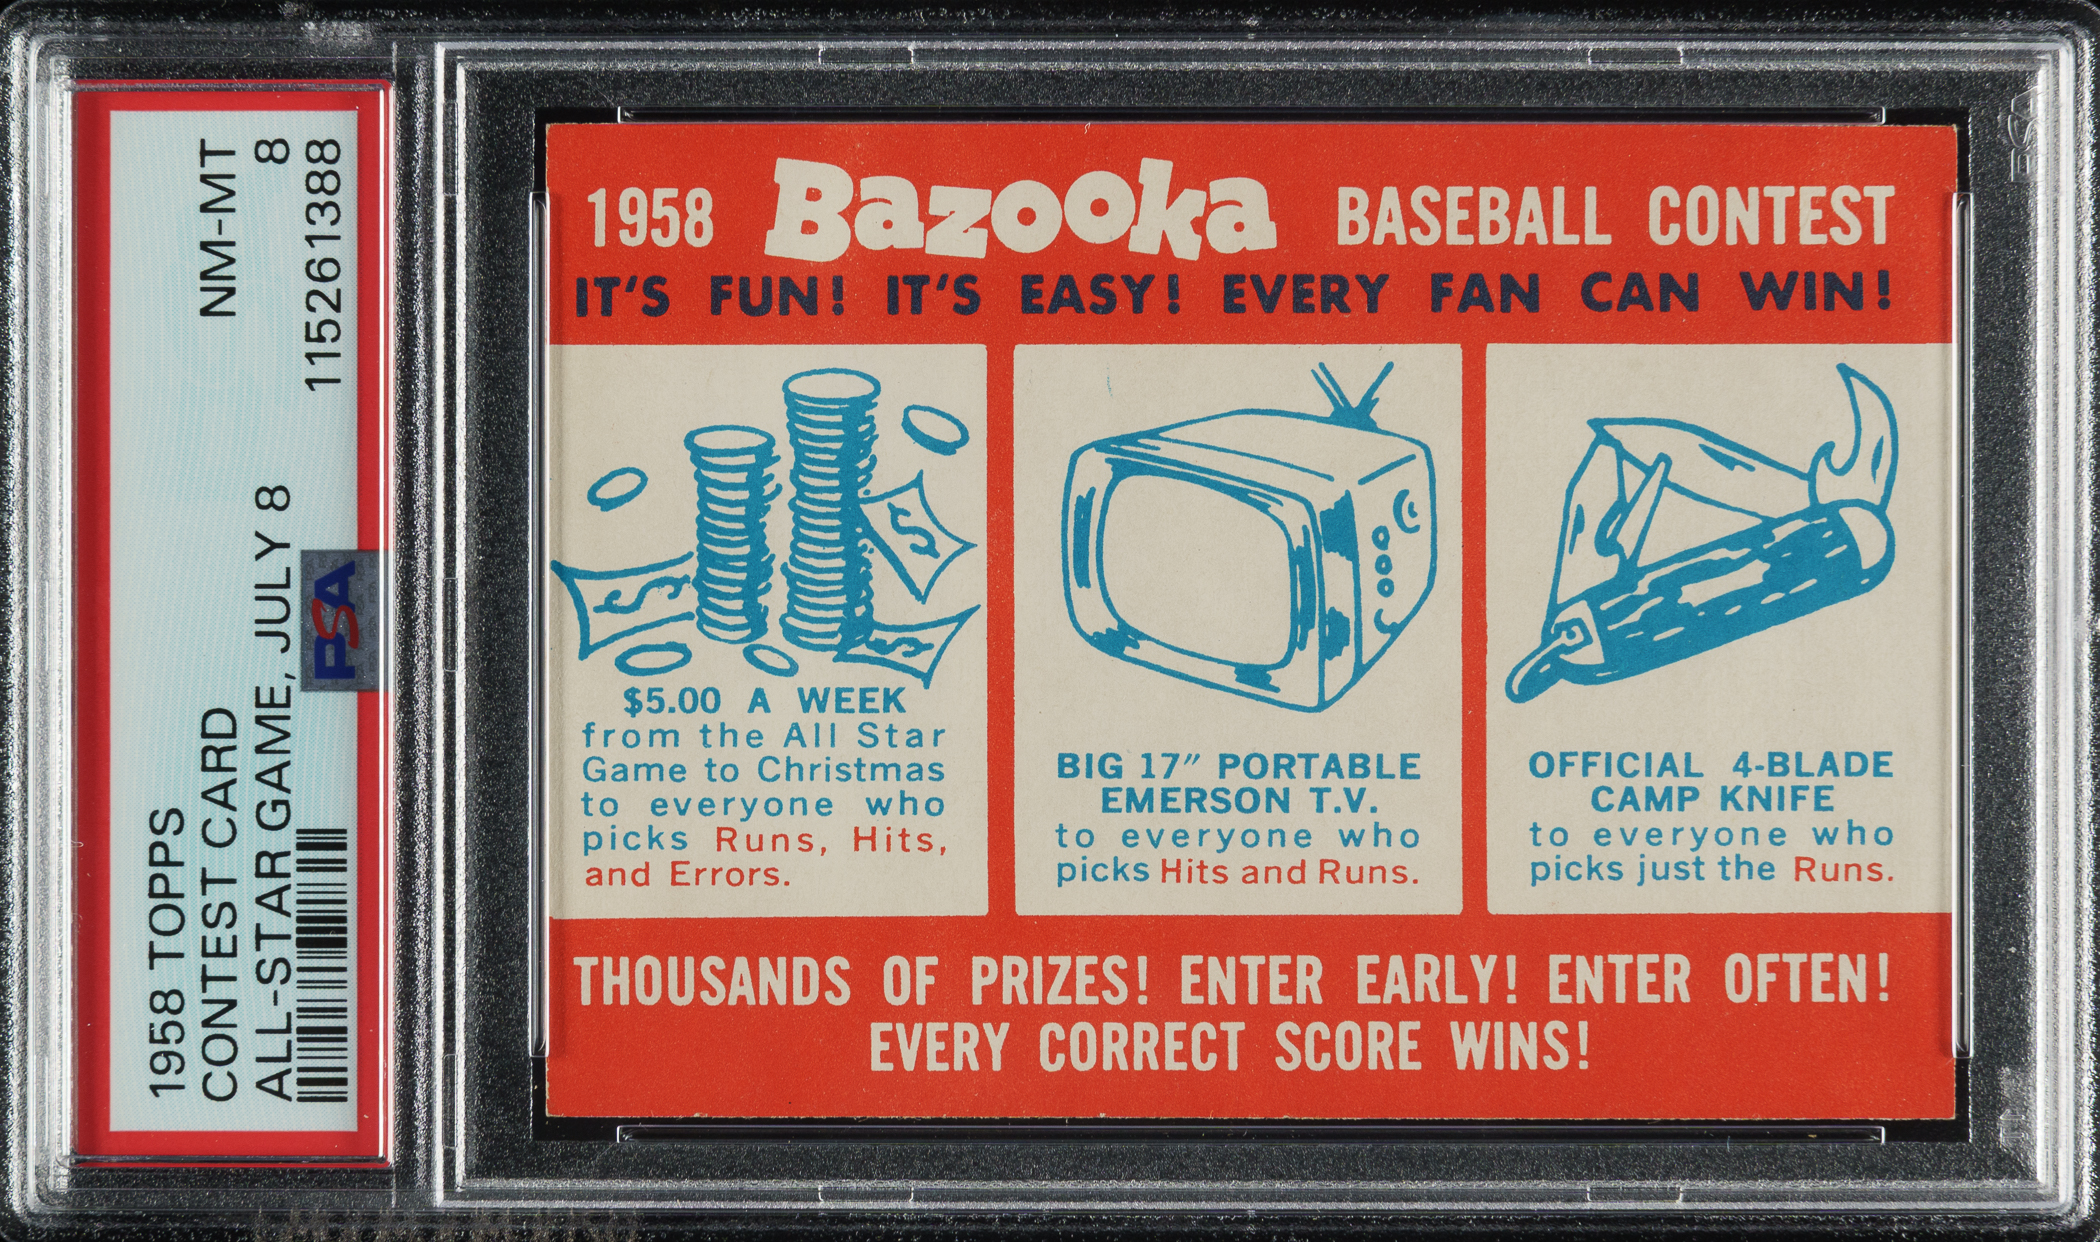 1958 TOPPS NM-MT
CONTEST CARD 8
ALL-STAR GAME, JULY 8 115261388
PSA
1958 Bazooka BASEBALL CONTEST
IT'S FUN! IT'S EASY! EVERY FAN CAN WIN!
$5.00 A WEEK
from the All Star
Game to Christmas
to everyone who
picks Runs, Hits,
and Errors.
BIG 17" PORTABLE
EMERSON T.V.
to everyone who
picks Hits and Runs.
OFFICIAL 4-BLADE
CAMP KNIFE
to everyone who
picks just the Runs.
THOUSANDS OF PRIZES! ENTER EARLY! ENTER OFTEN!
EVERY CORRECT SCORE WINS!
PSA